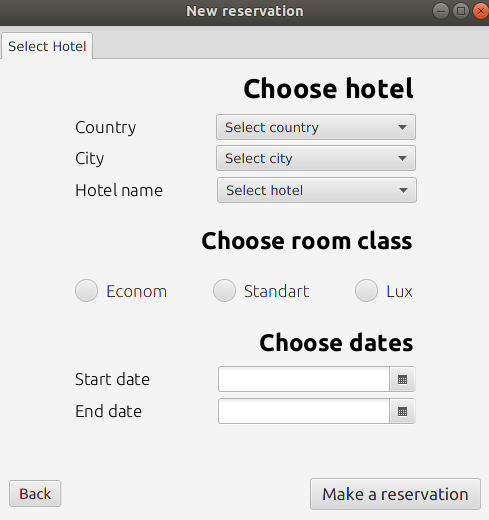 New reservation
Select Hotel
Choose hotel
Country Select country
City Select city
Hotel name Select hotel
Choose room class
Econom Standart Lux
Choose dates
Start date
End date
Back Make a reservation